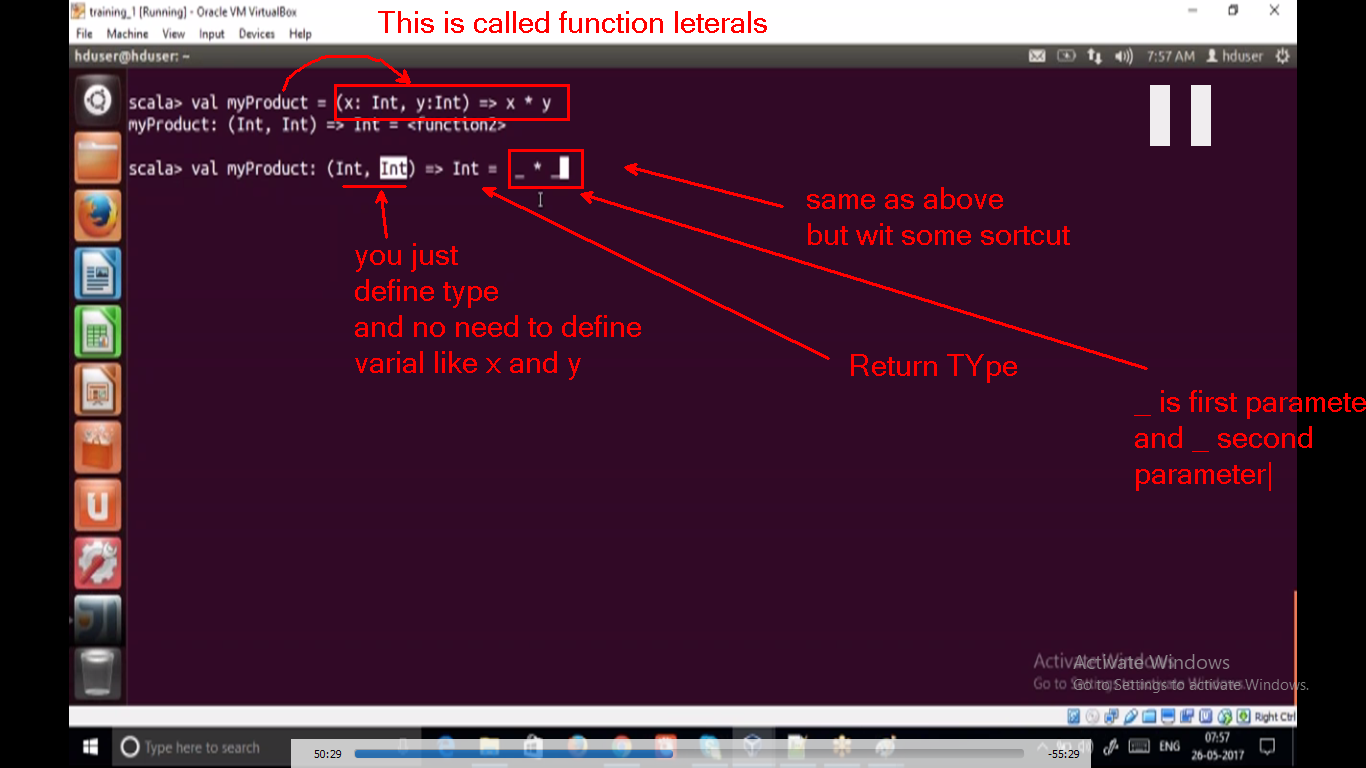 training_1 [Running] - Oracle VM VirtualBox
This is called function leterals
File Machine View Input Devices Help
hduser@hduser: ~
7:57 AM hduser
scala> val myProduct = (x: Int, y:Int) => x * y
myProduct: (Int, Int) => Int = <function2>
scala> val myProduct: (Int, Int) => Int = _ * _
same as above
but wit some sortcut
you just
define type
and no need to define
varial like x and y
Return TYpe
_ is first paramete
and _ second
parameter
Activate Windows
Go to Settings to activate Windows.
Right Ctrl
Type here to search
ENG
07:57
26-05-2017
50:29
-55:29